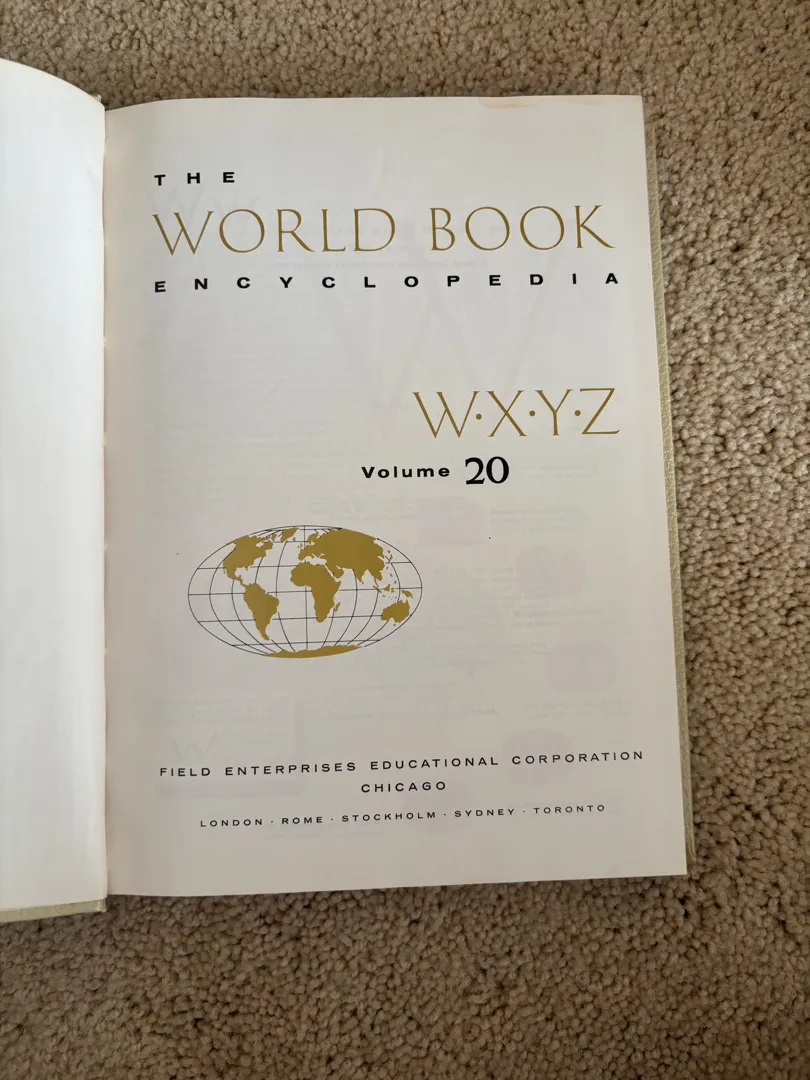 THE
WORLD BOOK
ENCYCLOPEDIA
W·X·Y·Z
Volume 20
FIELD ENTERPRISES EDUCATIONAL CORPORATION
CHICAGO
LONDON · ROME · STOCKHOLM · SYDNEY · TORONTO